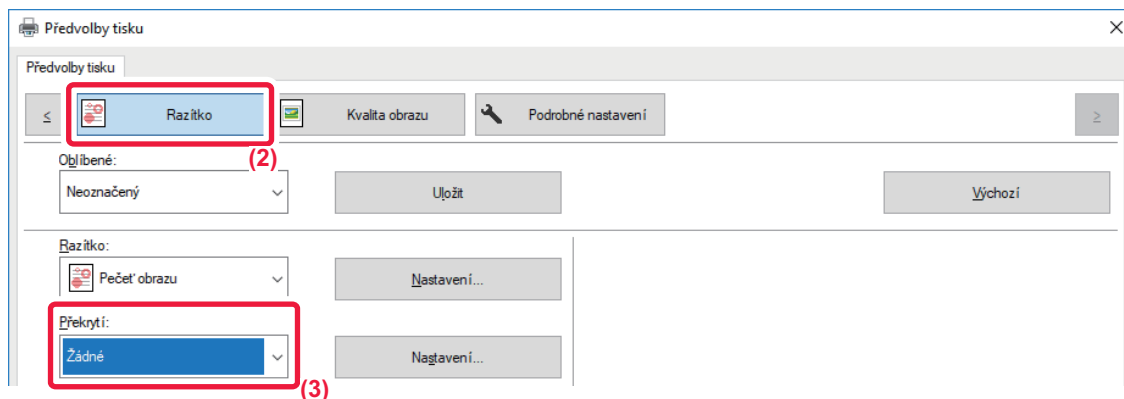 Předvolby tisku
Předvolby tisku
<
Razítko
Kvalita obrazu
Podrobné nastavení
>
(2)
Oblíbené:
Neoznačený
Uložit
Výchozí
Razítko:
Pečeť obrazu
Nastavení...
Překrytí:
Žádné
Nastavení...
(3)